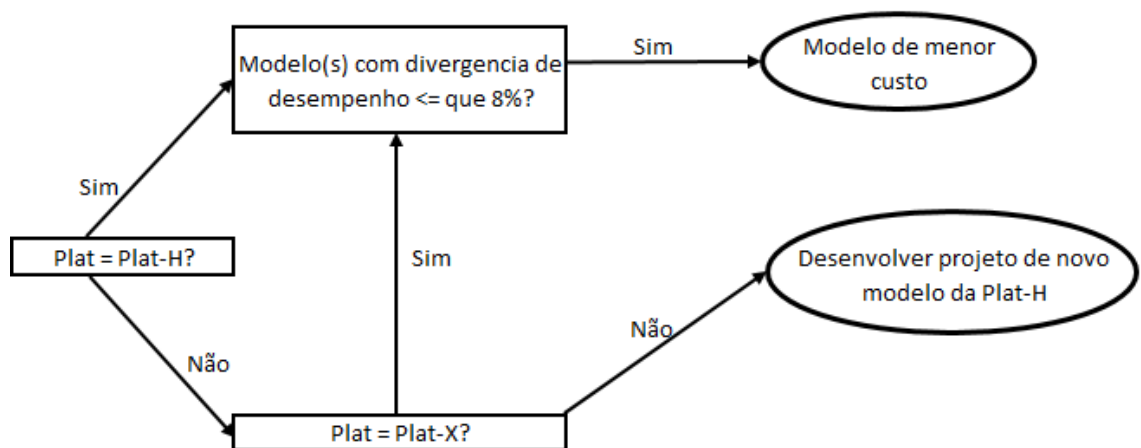 Modelo(s) com divergencia de
desempenho <= que 8%?
Sim
Modelo de menor
custo
Sim
Plat = Plat-H?
Sim
Desenvolver projeto de novo
modelo da Plat-H
Não
Não
Plat = Plat-X?